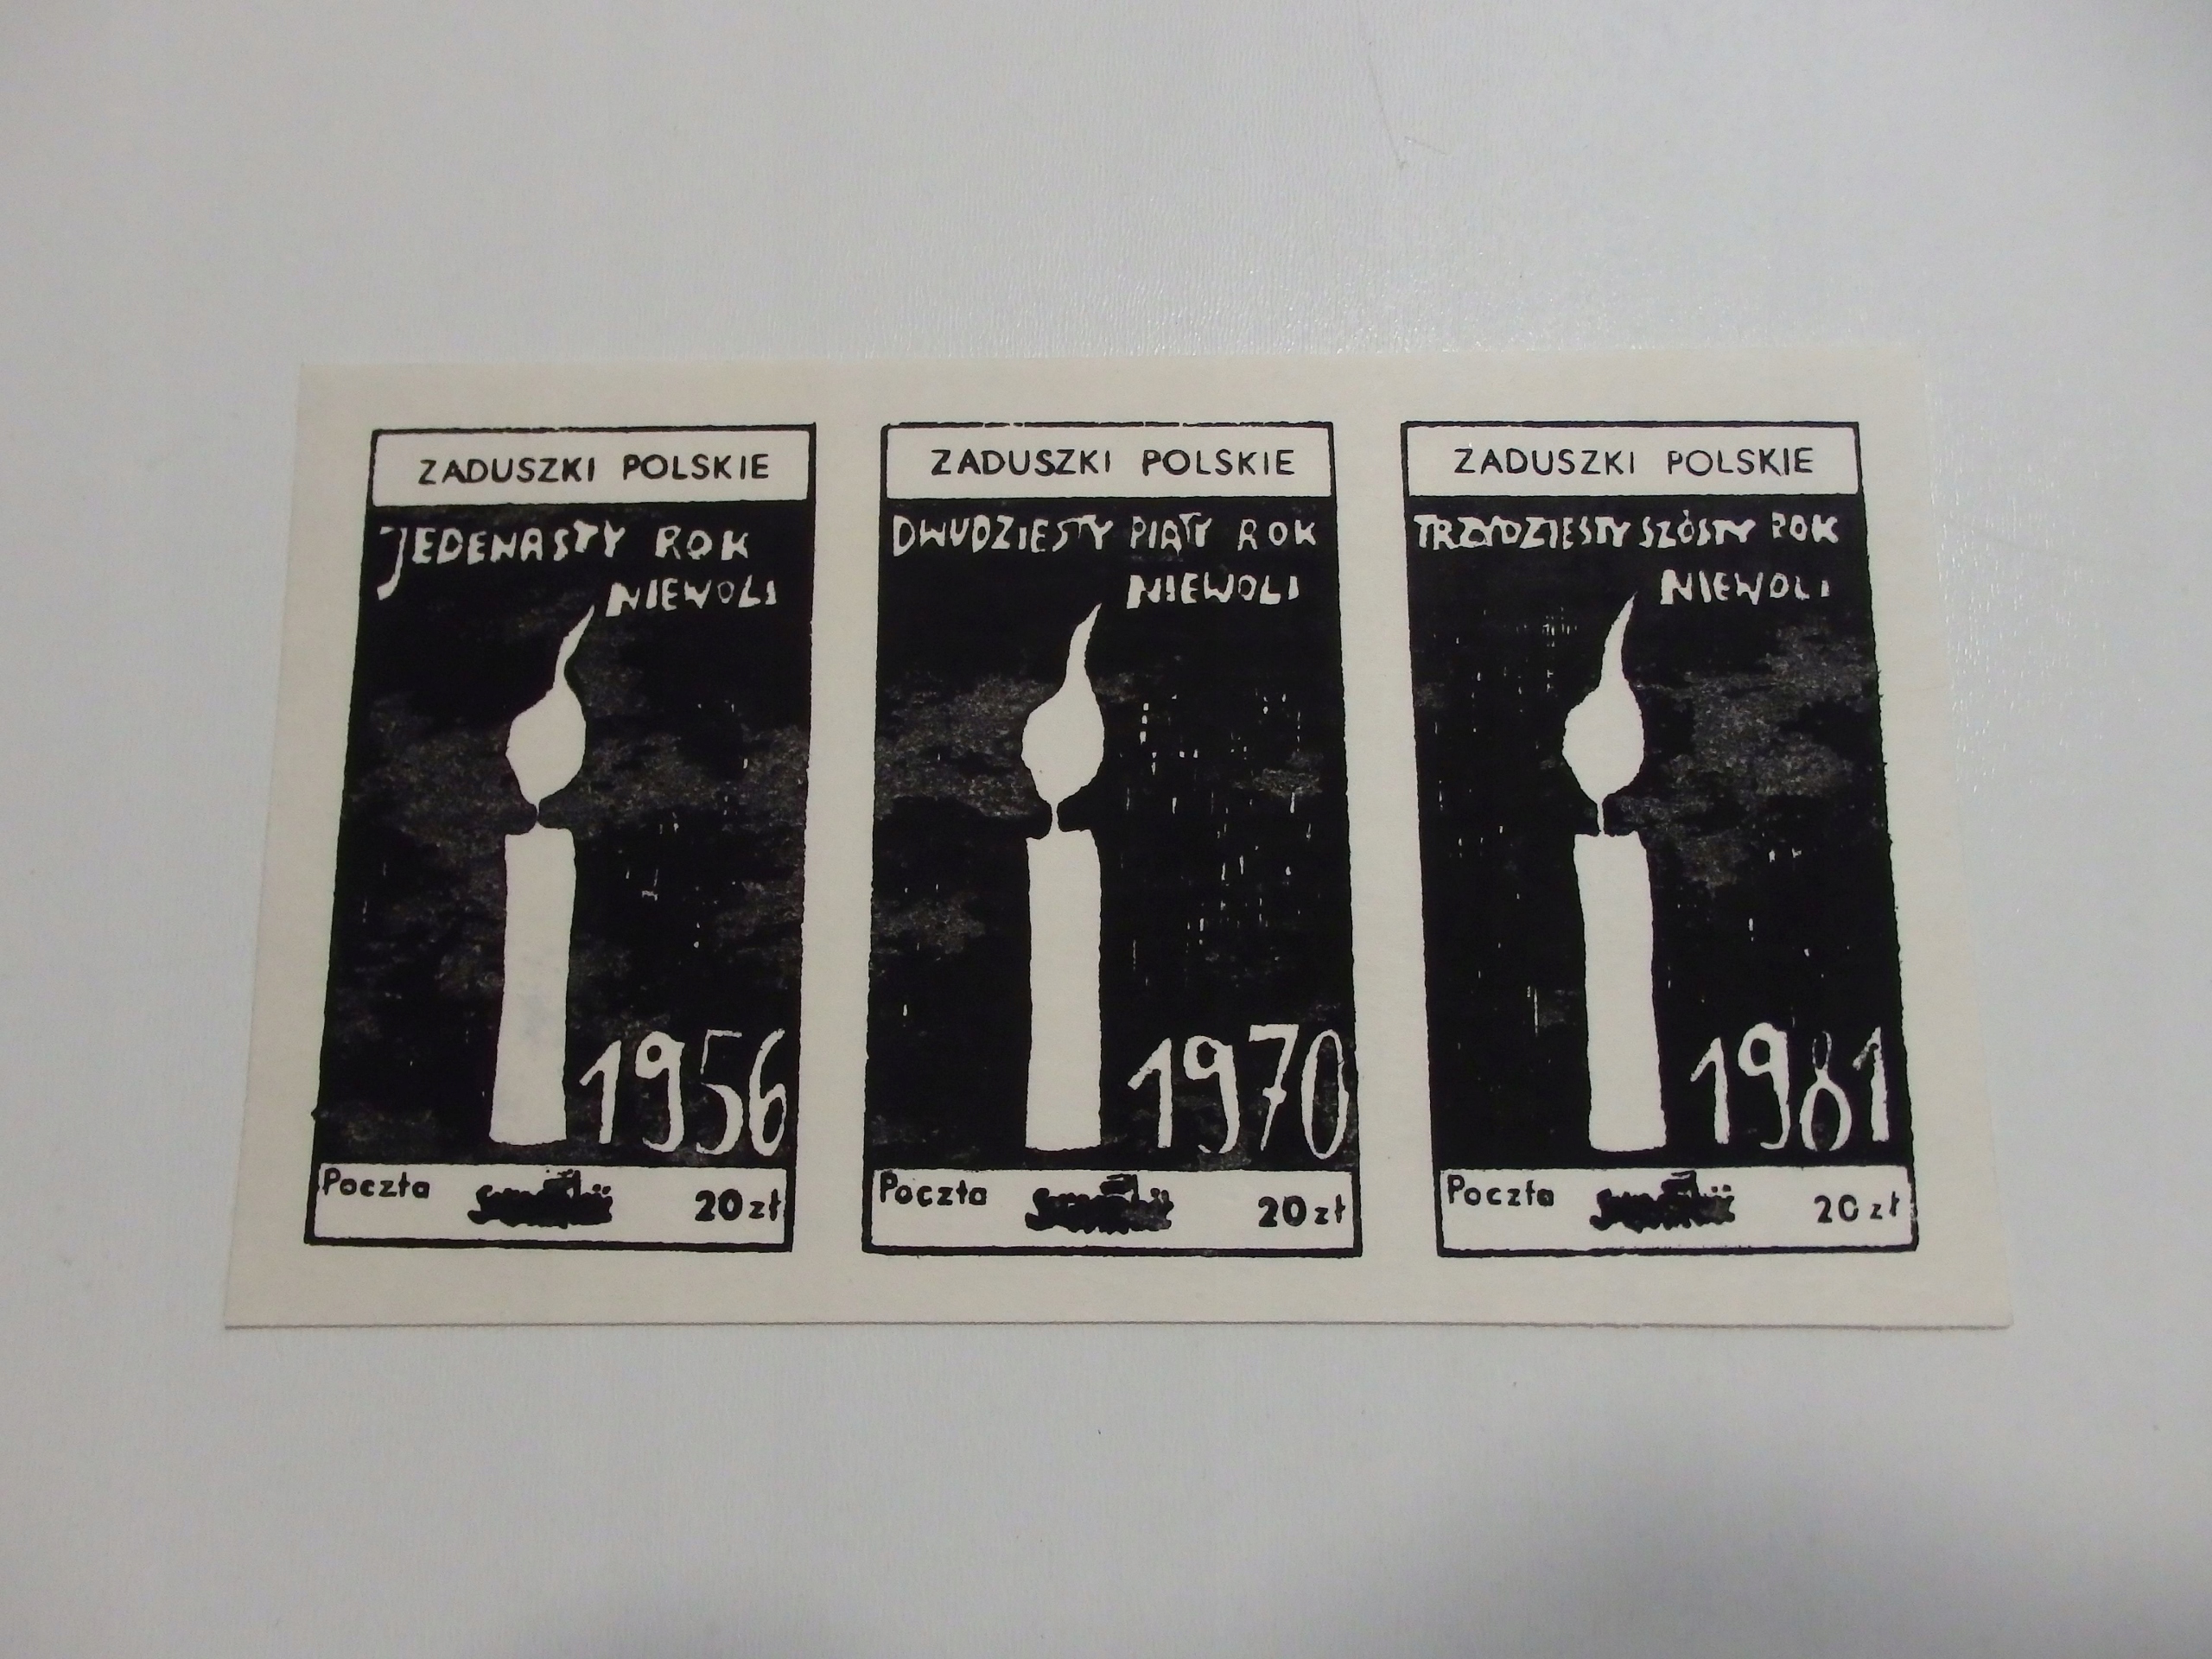 ZADUSZKI POLSKIE
JEDENASTY ROK
NIEWOLI
1956
Poczta 20 zł
ZADUSZKI POLSKIE
DWUDZIESTY PIĄTY ROK
NIEWOLI
1970
Poczta 20 zł
ZADUSZKI POLSKIE
TRZYDZIESTY SZÓSTY ROK
NIEWOLI
1981
Poczta 20 zł